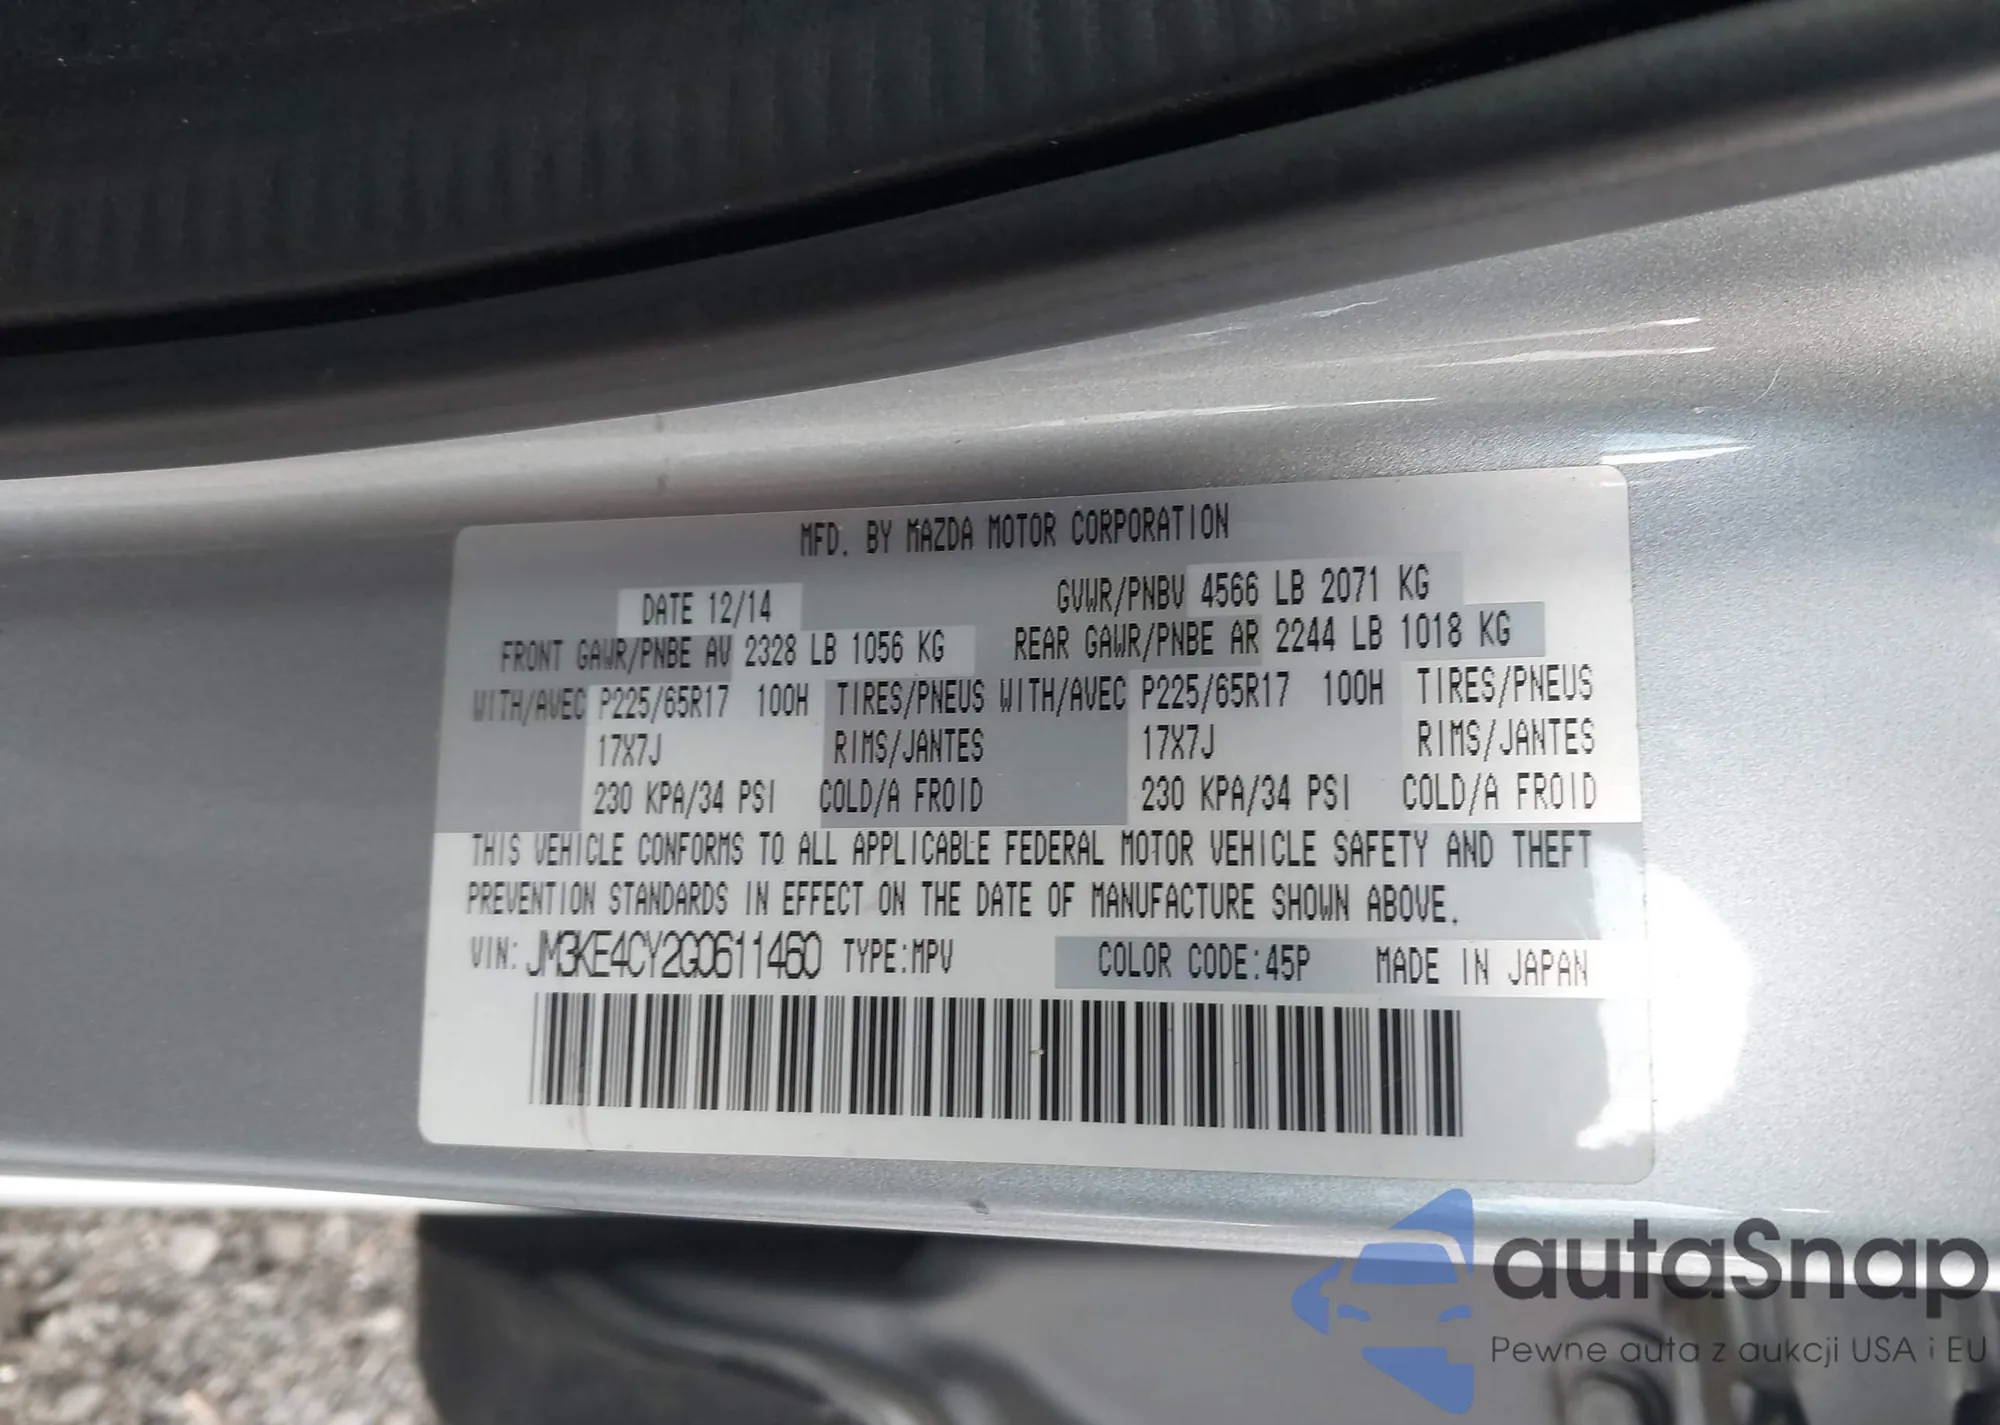 MFD. BY MAZDA MOTOR CORPORATION
DATE 12/14 GVWR/PNBV 4566 LB 2071 KG
FRONT GAWR/PNBE AV 2328 LB 1056 KG REAR GAWR/PNBE AR 2244 LB 1018 KG
WITH/AVEC P225/65R17 100H TIRES/PNEUS WITH/AVEC P225/65R17 100H TIRES/PNEUS
17X7J RIMS/JANTES 17X7J RIMS/JANTES
230 KPA/34 PSI COLD/A FROID 230 KPA/34 PSI COLD/A FROID
THIS VEHICLE CONFORMS TO ALL APPLICABLE FEDERAL MOTOR VEHICLE SAFETY AND THEFT
PREVENTION STANDARDS IN EFFECT ON THE DATE OF MANUFACTURE SHOWN ABOVE.
VIN: JM3KE4CY2G0611460 TYPE:MPV COLOR CODE:45P MADE IN JAPAN
autaSnap
Pewne auta z aukcji USA i EU